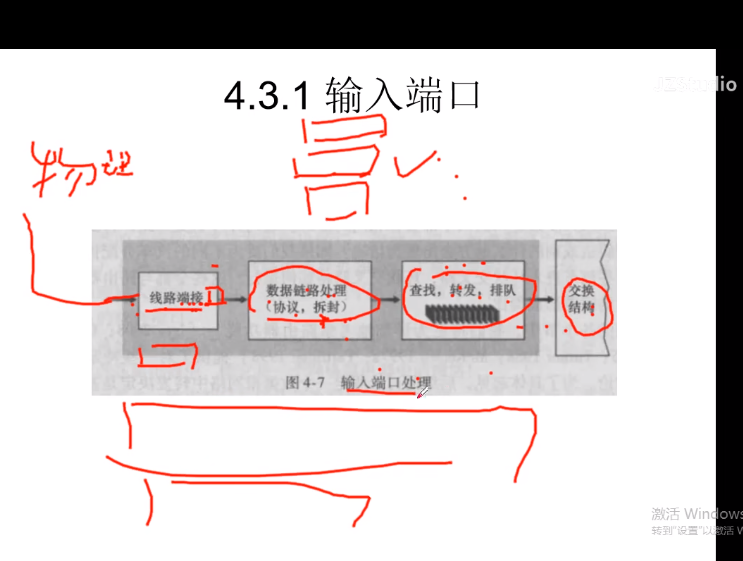 4.3.1 输入端口
物理
线路端接
数据链路处理
(协议，拆封)
查找，转发，排队
交换
结构
图 4-7 输入端口处理
激活 Windows
转到"设置"以激活 W